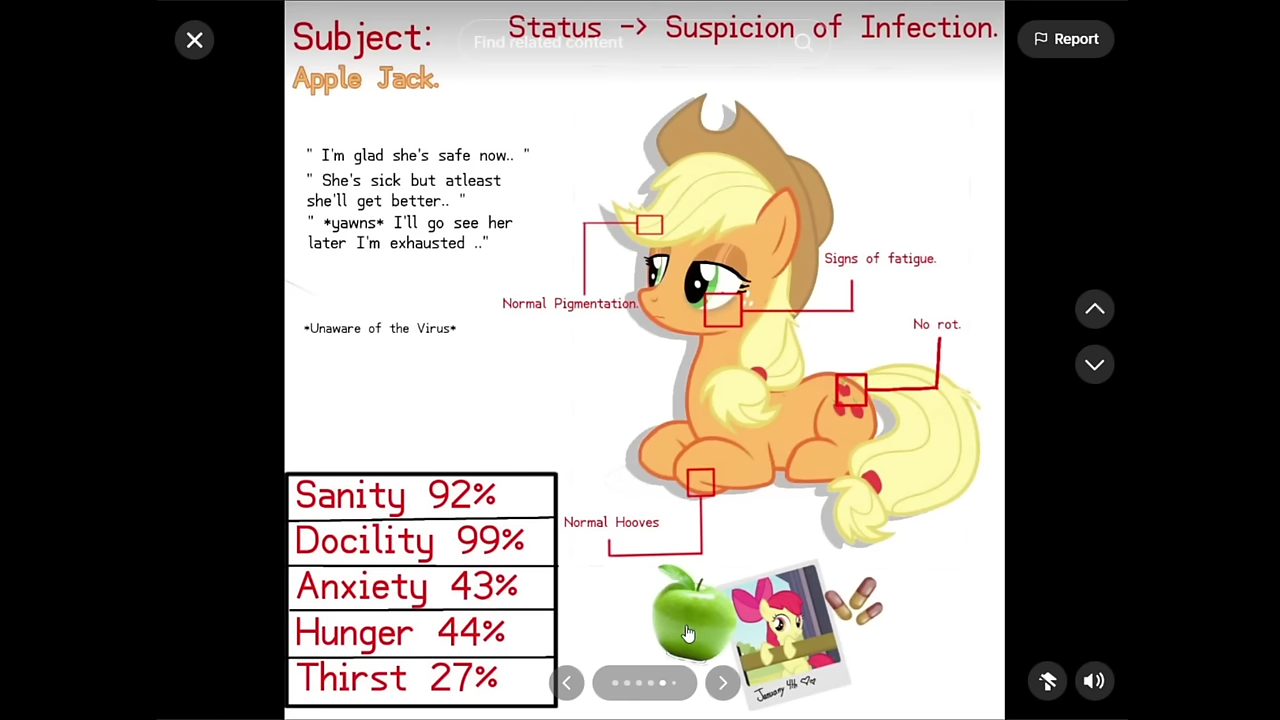 Subject:
Status -> Suspicion of Infection.
Find related content
Report
Apple Jack.
" I'm glad she's safe now.. "
" She's sick but atleast
she'll get better.. "
" *yawns* I'll go see her
later I'm exhausted .."
Signs of fatigue.
Normal Pigmentation.
No rot.
*Unaware of the Virus*
Sanity 92%
Docility 99%
Anxiety 43%
Hunger 44%
Thirst 27%
Normal Hooves
January 4th